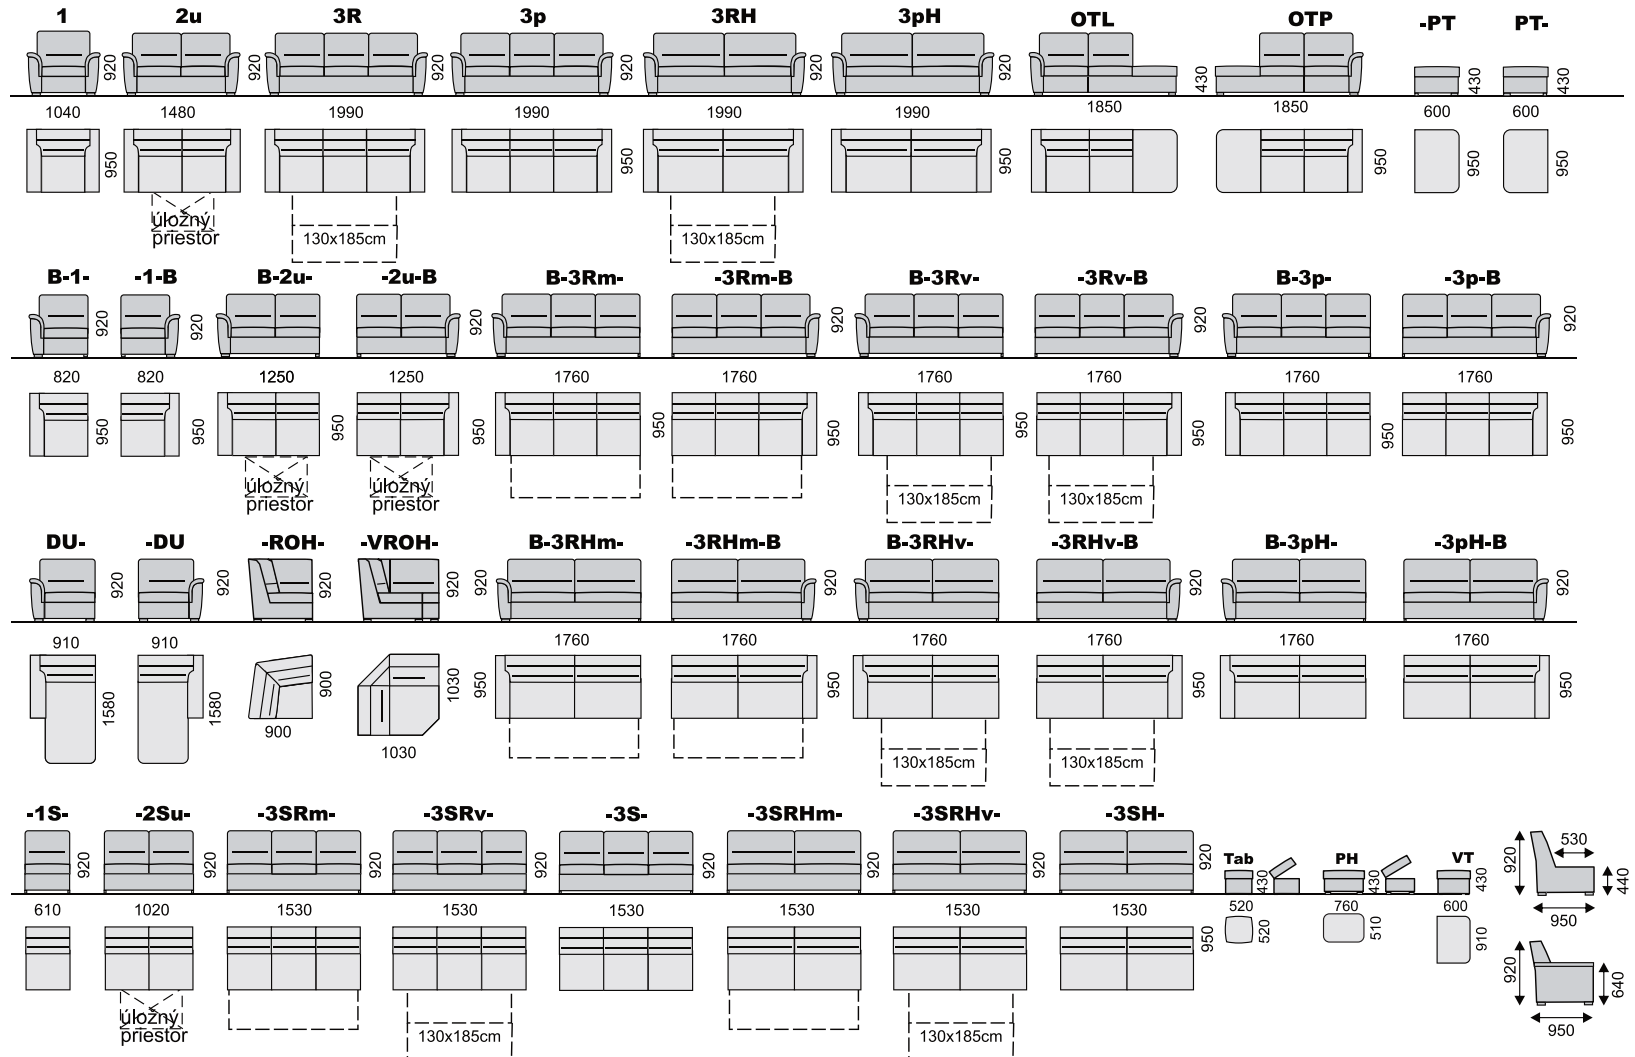 1 2u 3R 3p 3RH 3pH OTL OTP -PT PT-
920 920 920 920 920 920 430 430 430
1040 1480 1990 1990 1990 1990 1850 1850 600 600
950 950 950 950 950 950
úložný
priestor
130x185cm 130x185cm
B-1- -1-B B-2u- -2u-B B-3Rm- -3Rm-B B-3Rv- -3Rv-B B-3p- -3p-B
920 920 920 920 920 920 920
820 820 1250 1250 1760 1760 1760 1760 1760 1760
950 950 950 950 950 950 950 950 950 950
úložný úložný
priestor priestor
130x185cm 130x185cm
DU- -DU -ROH- -VROH- B-3RHm- -3RHm-B B-3RHv- -3RHv-B B-3pH- -3pH-B
920 920 920 920 920 920 920 920
910 910 1760 1760 1760 1760 1760 1760
1580 1580 900 1030 950 950 950 950
900 1030
130x185cm 130x185cm
-1S- -2Su- -3SRm- -3SRv- -3S- -3SRHm- -3SRHv- -3SH-
920 920 920 920 920 920 920 920
Tab PH VT
430 430 430
920 530 440
950
610 1020 1530 1530 1530 1530 1530 1530 520 760 600
950 520 510 910
úložný
priestor
130x185cm 130x185cm
920 640
950